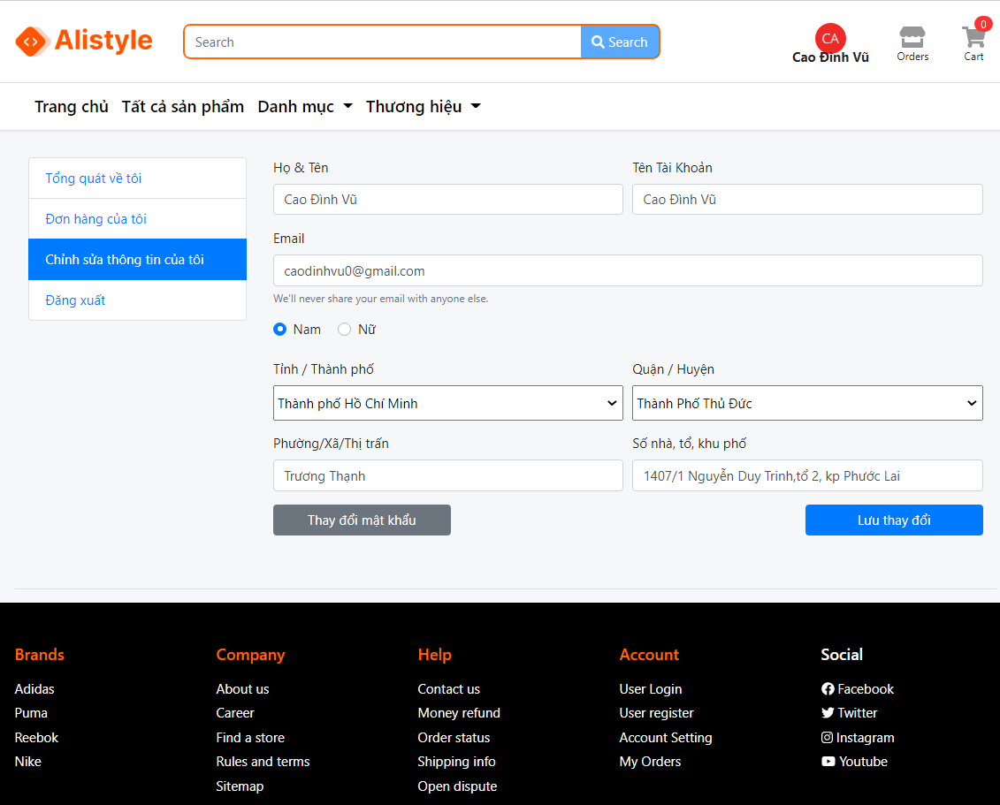 Alistyle
Search
Search
CA
Cao Đình Vũ
Orders
0
Cart
Trang chủ Tất cả sản phẩm Danh mục Thương hiệu
Tổng quát về tôi
Đơn hàng của tôi
Chỉnh sửa thông tin của tôi
Đăng xuất
Họ & Tên
Tên Tài Khoản
Cao Đình Vũ
Cao Đình Vũ
Email
caodinhvu0@gmail.com
We'll never share your email with anyone else.
Nam Nữ
Tỉnh / Thành phố
Quận / Huyện
Thành phố Hồ Chí Minh
Thành Phố Thủ Đức
Phường/Xã/Thị trấn
Số nhà, tổ, khu phố
Trương Thạnh
1407/1 Nguyễn Duy Trinh,tổ 2, kp Phước Lai
Thay đổi mật khẩu
Lưu thay đổi
Brands
Adidas
Puma
Reebok
Nike
Company
About us
Career
Find a store
Rules and terms
Sitemap
Help
Contact us
Money refund
Order status
Shipping info
Open dispute
Account
User Login
User register
Account Setting
My Orders
Social
Facebook
Twitter
Instagram
Youtube